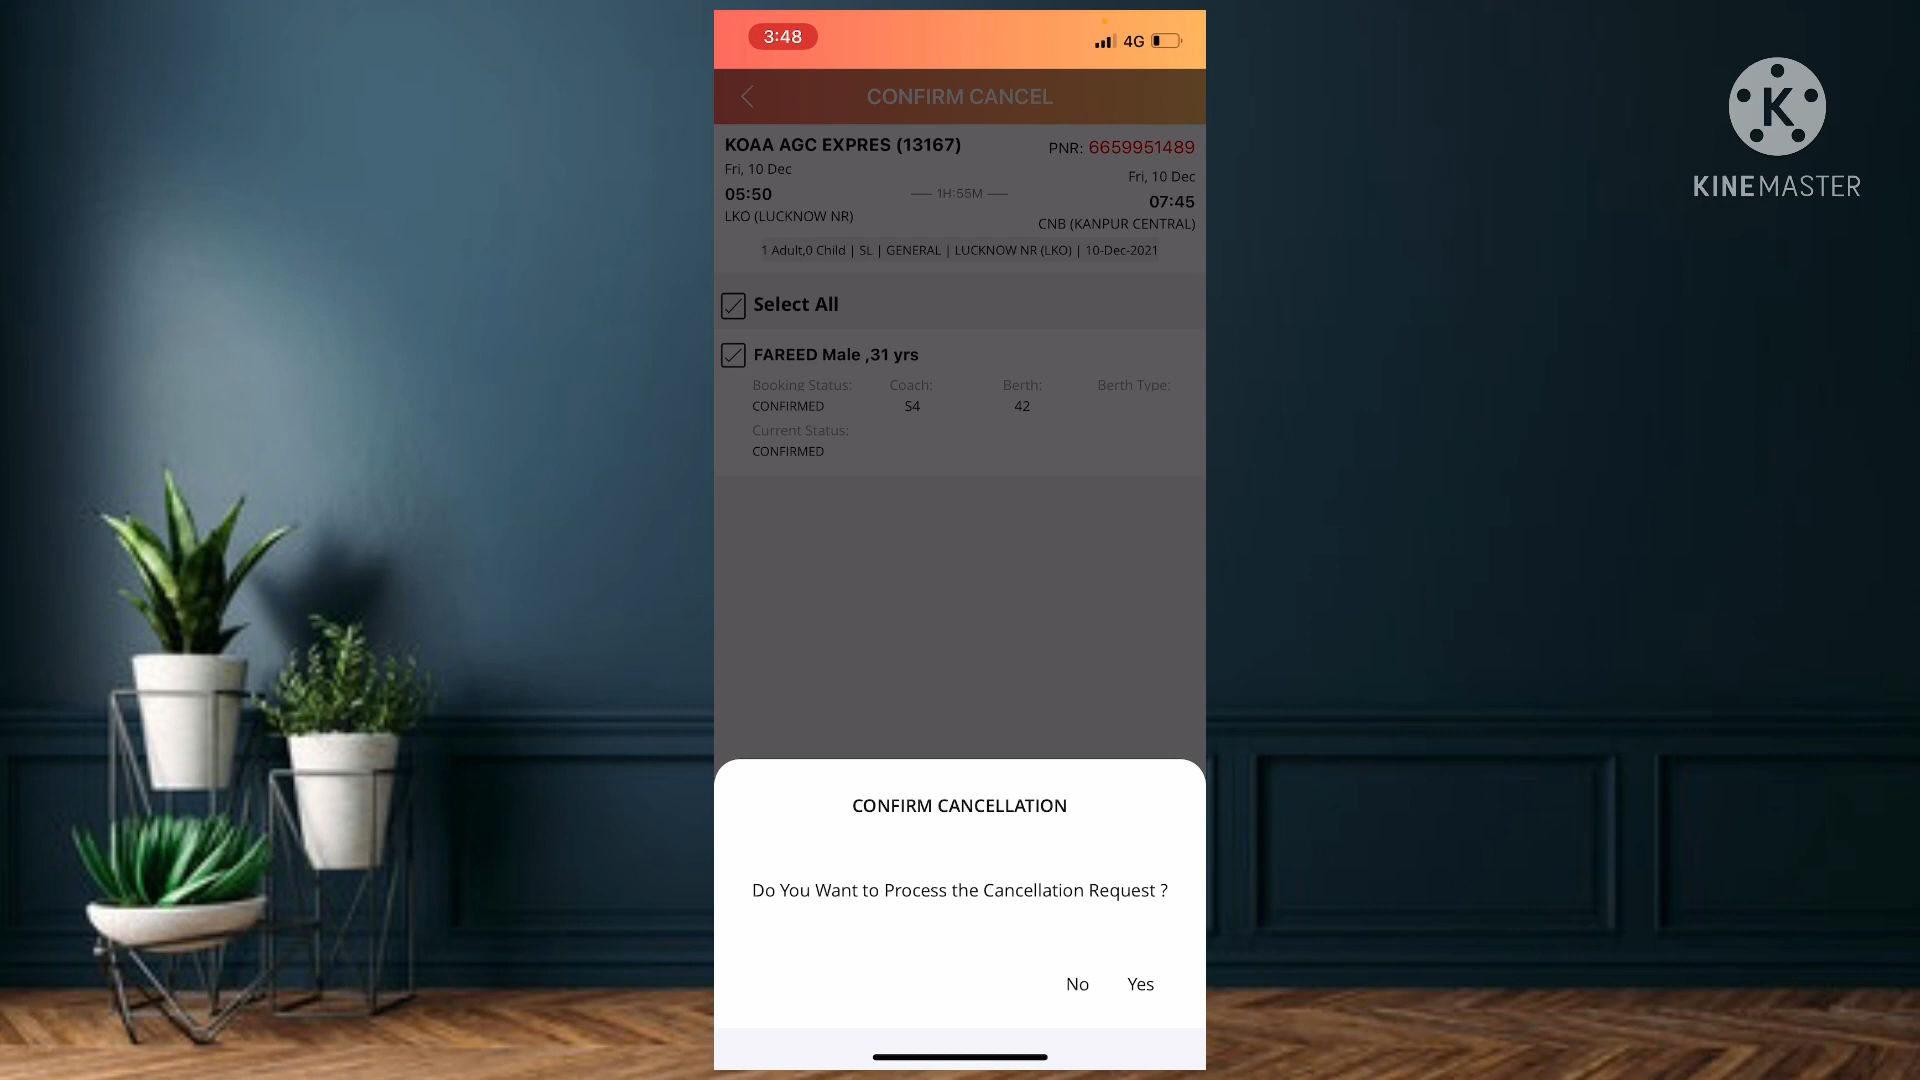 3:48
4G
CONFIRM CANCEL
KOAA AGC EXPRES (13167)
PNR: 6659951489
Fri, 10 Dec
Fri, 10 Dec
05:50
1H:55M
07:45
LKO (LUCKNOW NR)
CNB (KANPUR CENTRAL)
1 Adult,0 Child | SL | GENERAL | LUCKNOW NR (LKO) | 10-Dec-2021
Select All
FAREED Male ,31 yrs
Booking Status: Coach: Berth: Berth Type:
CONFIRMED S4 42
Current Status:
CONFIRMED
CONFIRM CANCELLATION
Do You Want to Process the Cancellation Request ?
No Yes
K
KINEMASTER